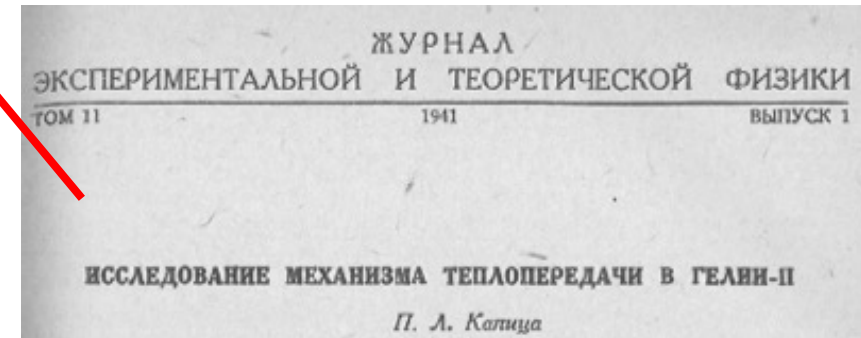 ЖУРНАЛ
ЭКСПЕРИМЕНТАЛЬНОЙ И ТЕОРЕТИЧЕСКОЙ ФИЗИКИ
ТОМ 11 1941 ВЫПУСК 1
ИССЛЕДОВАНИЕ МЕХАНИЗМА ТЕПЛОПЕРЕДАЧИ В ГЕЛИИ-II
П. Л. Капица